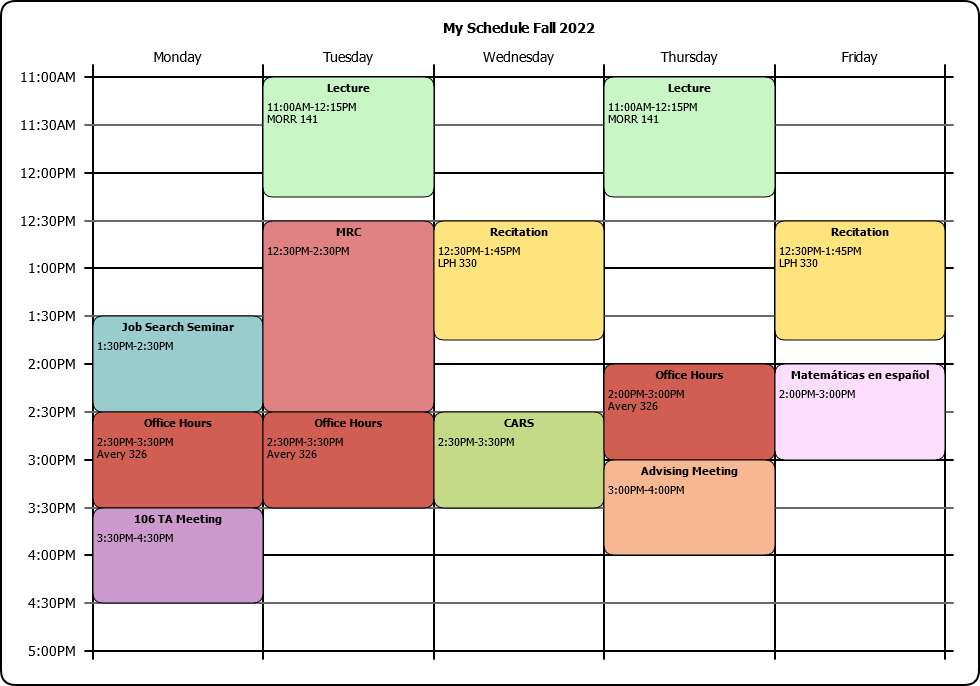 My Schedule Fall 2022
Monday
Tuesday
Wednesday
Thursday
Friday
11:00AM
11:30AM
12:00PM
12:30PM
1:00PM
1:30PM
2:00PM
2:30PM
3:00PM
3:30PM
4:00PM
4:30PM
5:00PM
Job Search Seminar
1:30PM-2:30PM
Office Hours
2:30PM-3:30PM
Avery 326
106 TA Meeting
3:30PM-4:30PM
Lecture
11:00AM-12:15PM
MORR 141
MRC
12:30PM-2:30PM
Office Hours
2:30PM-3:30PM
Avery 326
Recitation
12:30PM-1:45PM
LPH 330
CARS
2:30PM-3:30PM
Lecture
11:00AM-12:15PM
MORR 141
Office Hours
2:00PM-3:00PM
Avery 326
Advising Meeting
3:00PM-4:00PM
Recitation
12:30PM-1:45PM
LPH 330
Matemáticas en español
2:00PM-3:00PM